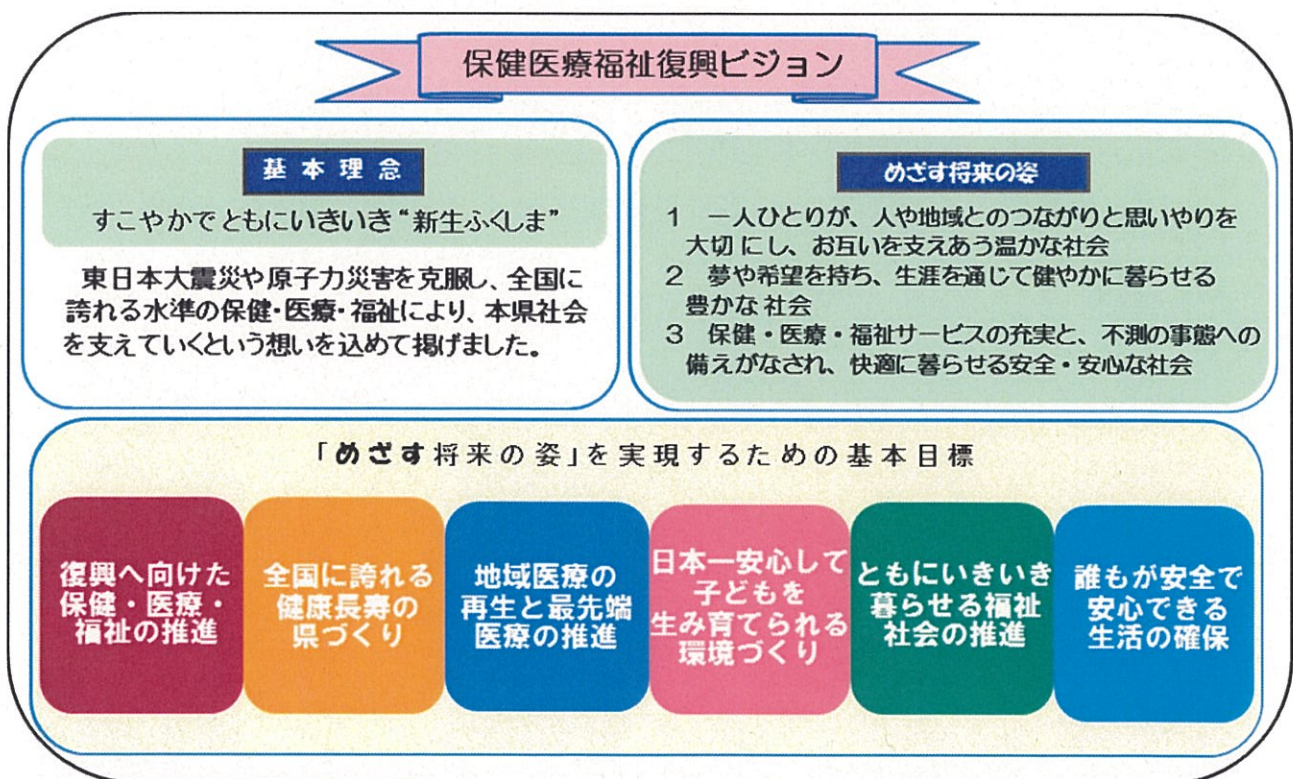 保健医療福祉復興ビジョン
基本理念
すこやかでともにいきいき“新生ふくしま”
東日本大震災や原子力災害を克服し、全国に
誇れる水準の保健・医療・福祉により、本県社会
を支えていくという想いを込めて掲げました。
めざす将来の姿
1 一人ひとりが、人や地域とのつながりと思いやりを
大切にし、お互いを支えあう温かな社会
2 夢や希望を持ち、生涯を通じて健やかに暮らせる
豊かな社会
3 保健・医療・福祉サービスの充実と、不測の事態への
備えがなされ、快適に暮らせる安全・安心な社会
「めざす将来の姿」を実現するための基本目標
復興へ向けた
保健・医療・
福祉の推進
全国に誇れる
健康長寿の
県づくり
地域医療の
再生と最先端
医療の推進
日本一安心して
子どもを
生み育てられる
環境づくり
ともにいきいき
暮らせる福祉
社会の推進
誰もが安全で
安心できる
生活の確保